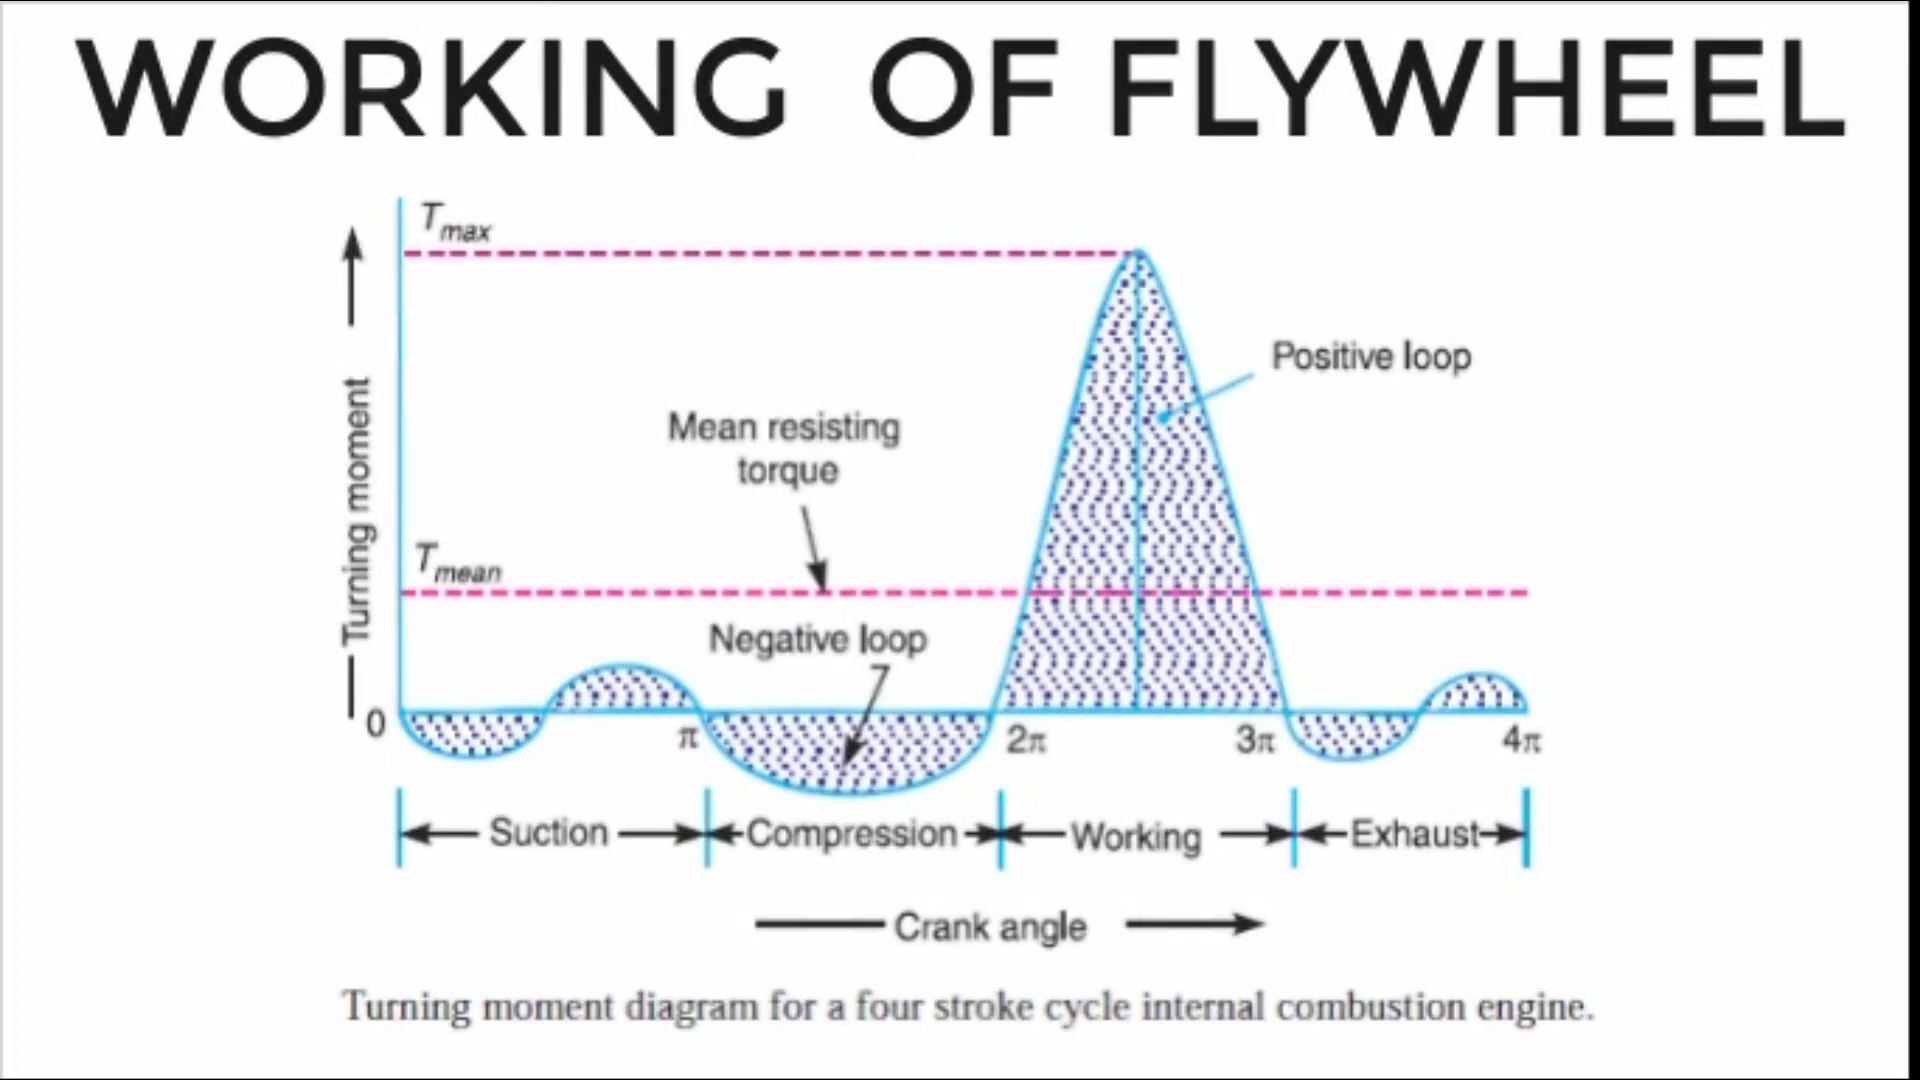 WORKING OF FLYWHEEL
Tmax
Positive loop
Mean resisting
torque
Turning moment
Tmean
Negative loop
0
π
2π
3π
4π
Suction
Compression
Working
Exhaust
Crank angle
Turning moment diagram for a four stroke cycle internal combustion engine.